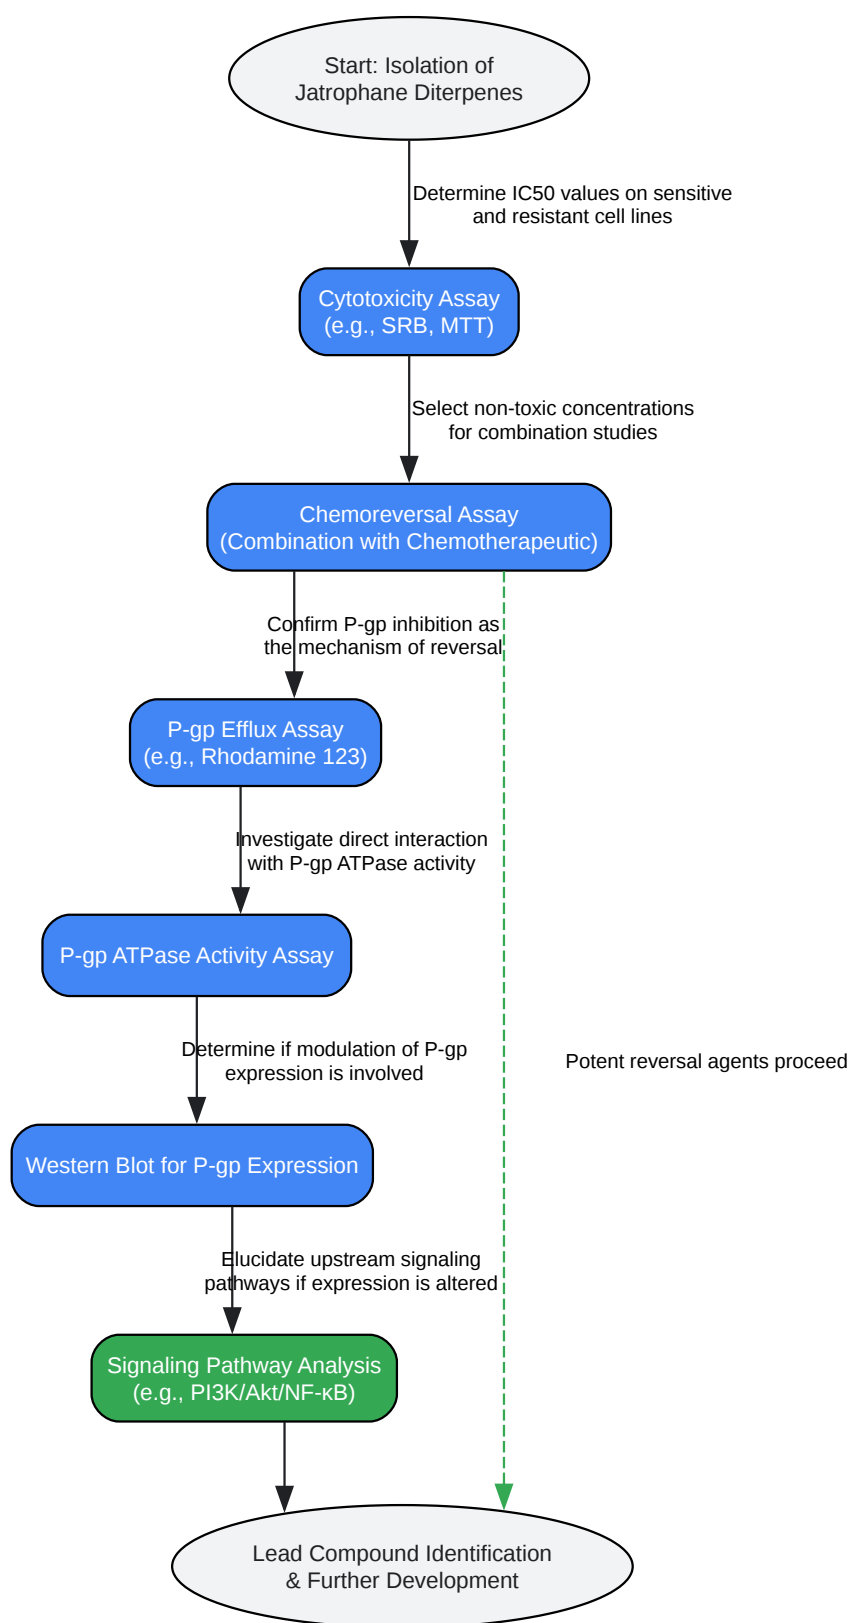 Start: Isolation of
Jatrophane Diterpenes
Determine IC50 values on sensitive
and resistant cell lines
Cytotoxicity Assay
(e.g., SRB, MTT)
Select non-toxic concentrations
for combination studies
Chemoreversal Assay
(Combination with Chemotherapeutic)
Confirm P-gp inhibition as
the mechanism of reversal
P-gp Efflux Assay
(e.g., Rhodamine 123)
Investigate direct interaction
with P-gp ATPase activity
P-gp ATPase Activity Assay
Determine if modulation of P-gp
expression is involved
Potent reversal agents proceed
Western Blot for P-gp Expression
Elucidate upstream signaling
pathways if expression is altered
Signaling Pathway Analysis
(e.g., PI3K/Akt/NF-κB)
Lead Compound Identification
& Further Development